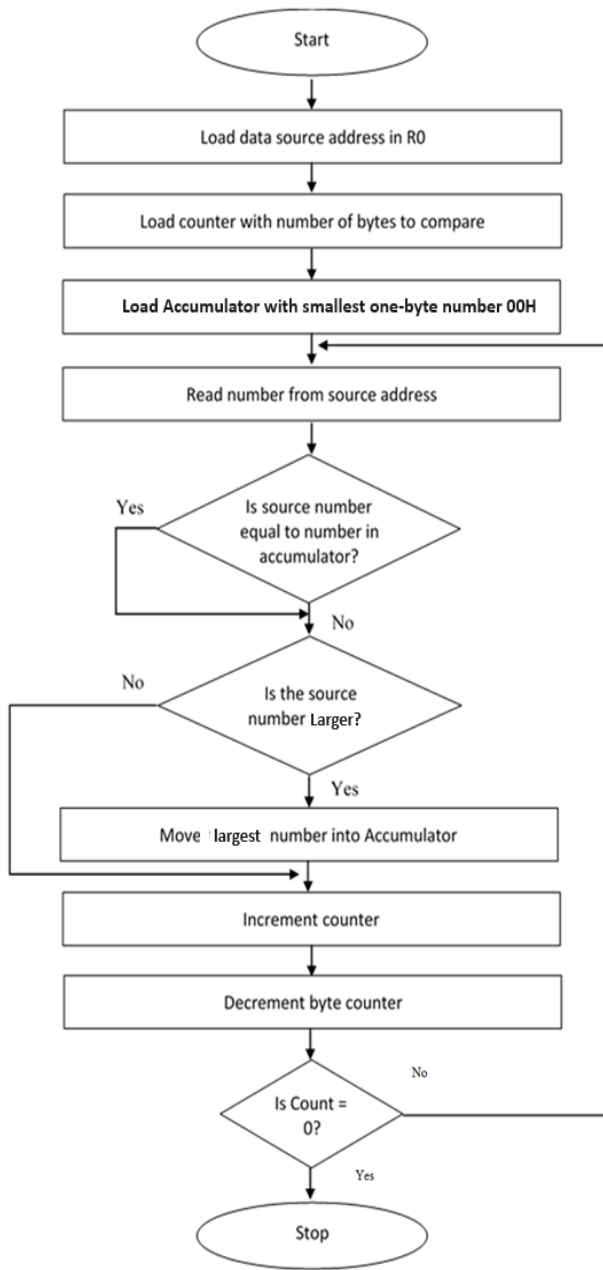 Start
Load data source address in R0
Load counter with number of bytes to compare
Load Accumulator with smallest one-byte number 00H
Read number from source address
Yes
Is source number
equal to number in
accumulator?
No
No
Is the source
number Larger?
Yes
Move largest number into Accumulator
Increment counter
Decrement byte counter
No
Is Count =
0?
Yes
Stop